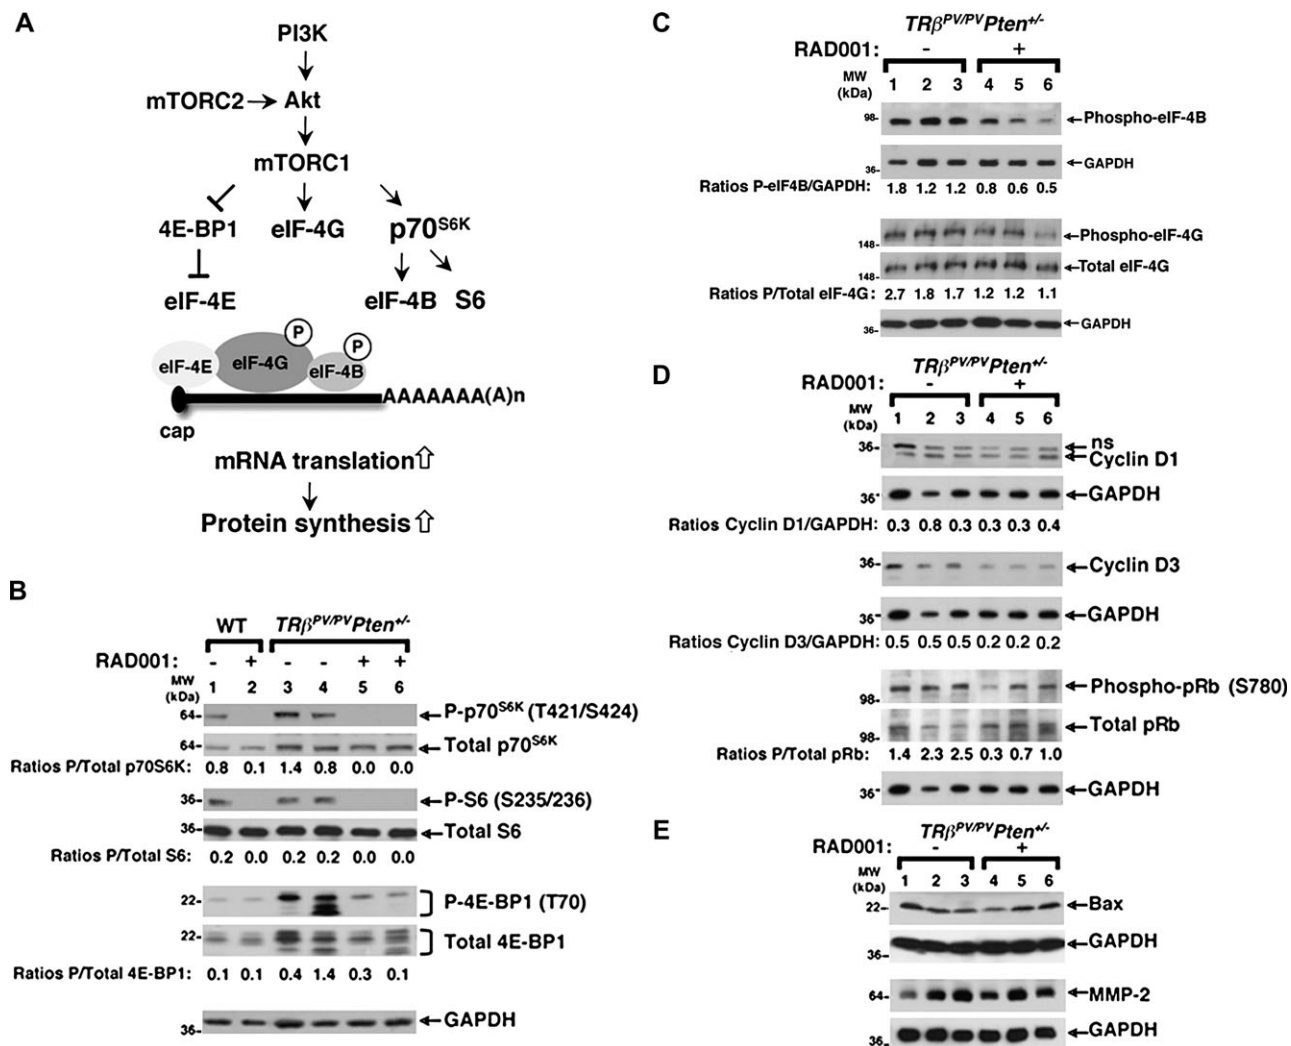 A
PI3K
mTORC2 Akt
mTORC1
4E-BP1 eIF-4G p70S6K
eIF-4E eIF-4B S6
P
P
eIF-4E eIF-4G eIF-4B
AAAAAAA(A)n
cap
mRNA translation
Protein synthesis
B
WT TRβPV/PVPten+/-
RAD001: - + - - + +
MW (kDa) 1 2 3 4 5 6
64- P-p70S6K (T421/S424)
64- Total p70S6K
Ratios P/Total p70S6K: 0.8 0.1 1.4 0.8 0.0 0.0
36- P-S6 (S235/236)
36- Total S6
Ratios P/Total S6: 0.2 0.0 0.2 0.2 0.0 0.0
22- P-4E-BP1 (T70)
22- Total 4E-BP1
Ratios P/Total 4E-BP1: 0.1 0.1 0.4 1.4 0.3 0.1
36- GAPDH
C
TRβPV/PVPten+/-
RAD001: - +
MW (kDa) 1 2 3 4 5 6
98- Phospho-eIF-4B
36- GAPDH
Ratios P-eIF4B/GAPDH: 1.8 1.2 1.2 0.8 0.6 0.5
148- Phospho-eIF-4G
148- Total eIF-4G
Ratios P/Total eIF-4G: 2.7 1.8 1.7 1.2 1.2 1.1
36- GAPDH
D
TRβPV/PVPten+/-
RAD001: - +
MW (kDa) 1 2 3 4 5 6
36- ns
Cyclin D1
36- GAPDH
Ratios Cyclin D1/GAPDH: 0.3 0.8 0.3 0.3 0.3 0.4
36- Cyclin D3
36- GAPDH
Ratios Cyclin D3/GAPDH: 0.5 0.5 0.5 0.2 0.2 0.2
98- Phospho-pRb (S780)
98- Total pRb
Ratios P/Total pRb: 1.4 2.3 2.5 0.3 0.7 1.0
36- GAPDH
E
TRβPV/PVPten+/-
RAD001: - +
MW (kDa) 1 2 3 4 5 6
22- Bax
36- GAPDH
64- MMP-2
36- GAPDH